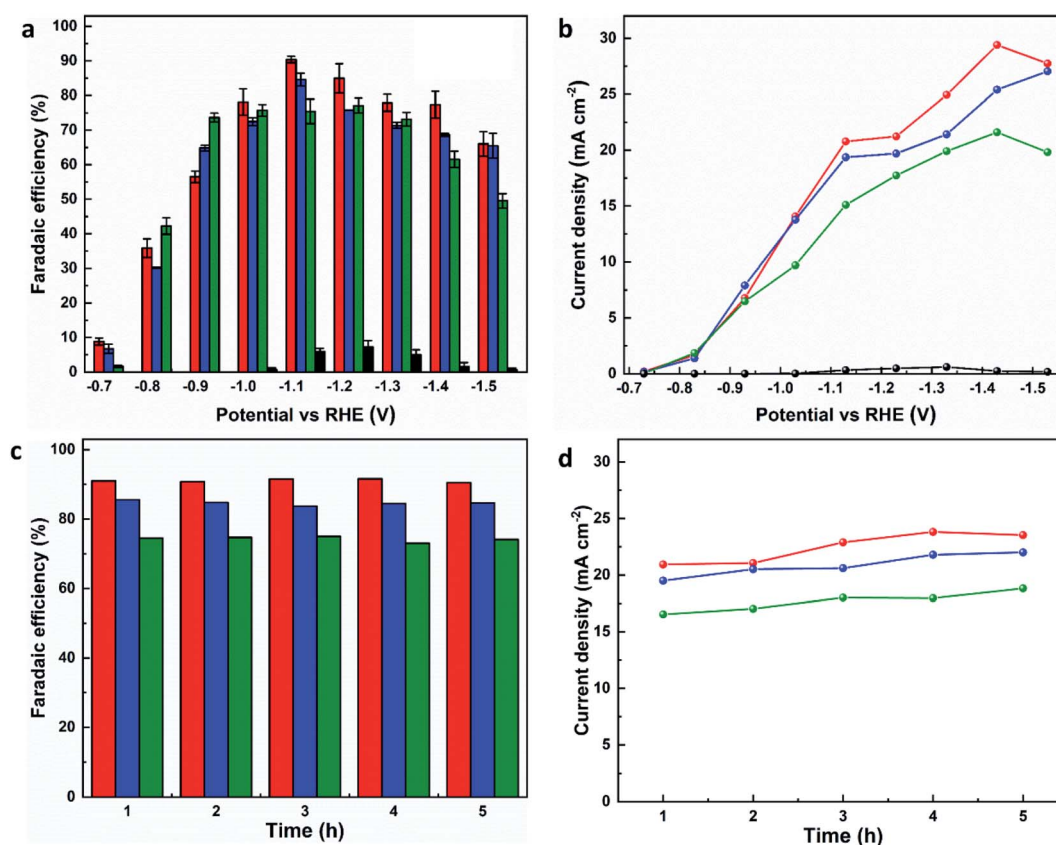 a
Faradaic efficiency (%)
100
90
80
70
60
50
40
30
20
10
0
-0.7 -0.8 -0.9 -1.0 -1.1 -1.2 -1.3 -1.4 -1.5
Potential vs RHE (V)
b
Current density (mA cm⁻²)
30
25
20
15
10
5
0
-0.7 -0.8 -0.9 -1.0 -1.1 -1.2 -1.3 -1.4 -1.5
Potential vs RHE (V)
c
Faradaic efficiency (%)
100
80
60
40
20
0
1 2 3 4 5
Time (h)
d
Current density (mA cm⁻²)
30
25
20
15
10
5
0
1 2 3 4 5
Time (h)